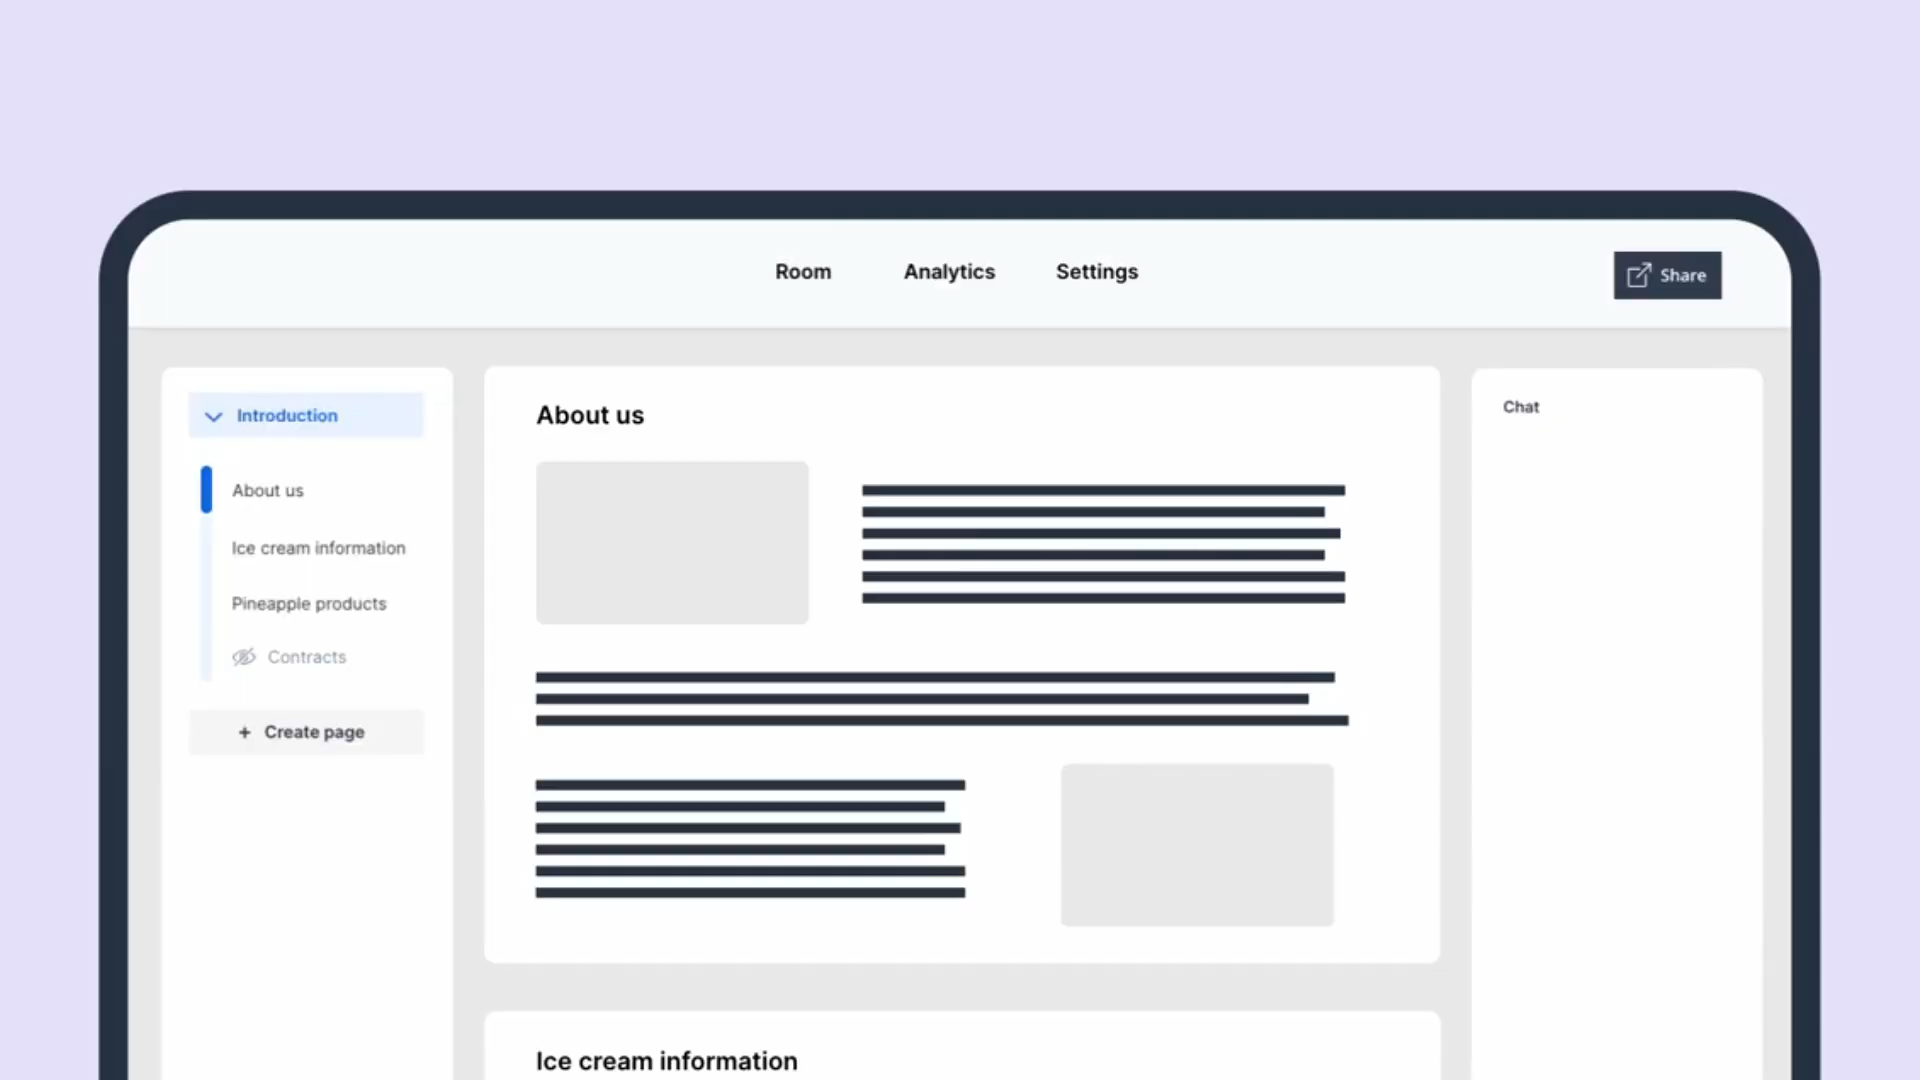 Room Analytics Settings
Share
Introduction
About us
Ice cream information
Pineapple products
Contracts
+ Create page
About us
Ice cream information
Chat